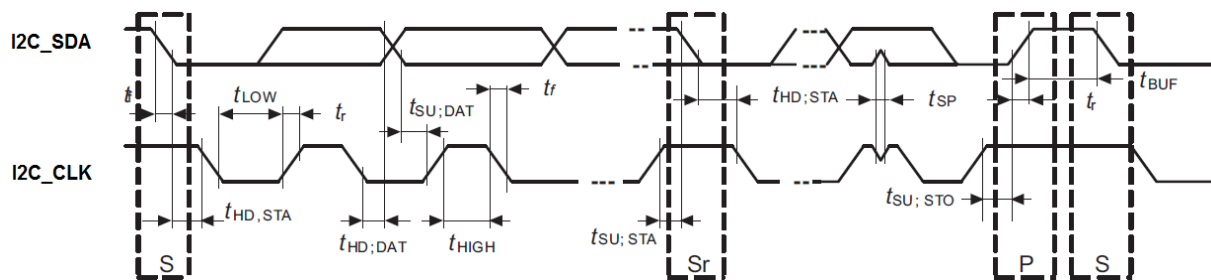 I2C_SDA
tf tLOW tr tSU;DAT tf tHD;STA tSP tr tBUF
I2C_CLK
tHD,STA tHD;DAT tHIGH tSU;STA tSU;STO
S Sr P S